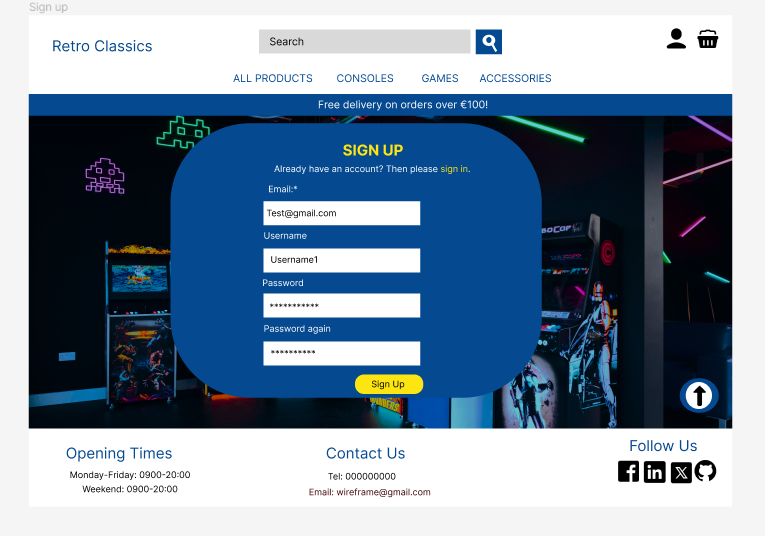 Sign up
Retro Classics
Search
ALL PRODUCTS CONSOLES GAMES ACCESSORIES
Free delivery on orders over €100!
SIGN UP
Already have an account? Then please sign in.
Email:*
Test@gmail.com
Username
Username1
Password
***********
Password again
**********
Sign Up
Opening Times
Monday-Friday: 0900-20:00
Weekend: 0900-20:00
Contact Us
Tel: 000000000
Email: wireframe@gmail.com
Follow Us